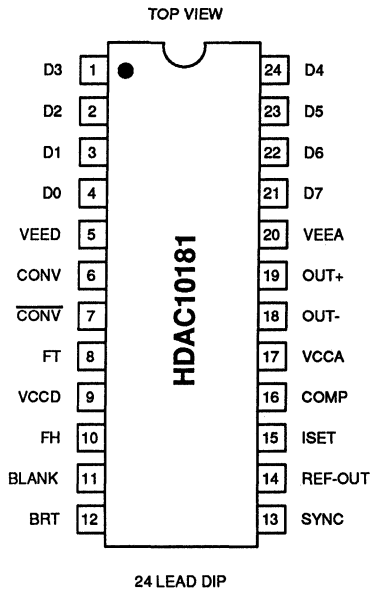 TOP VIEW
D3 1 24 D4
D2 2 23 D5
D1 3 22 D6
D0 4 21 D7
VEED 5 20 VEEA
CONV 6 19 OUT+
CONV 7 18 OUT-
FT 8 17 VCCA
VCCD 9 16 COMP
FH 10 15 ISET
BLANK 11 14 REF-OUT
BRT 12 13 SYNC
HDAC10181
24 LEAD DIP